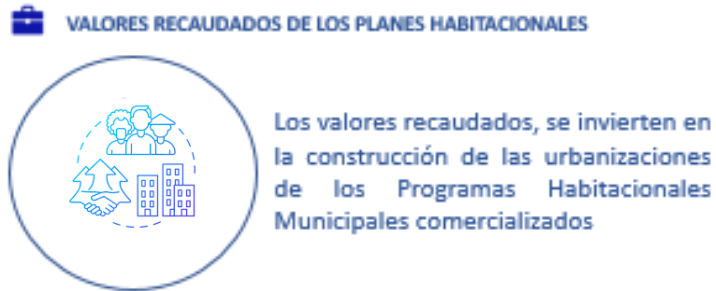 VALORES RECAUDADOS DE LOS PLANES HABITACIONALES
Los valores recaudados, se invierten en
la construcción de las urbanizaciones
de los Programas Habitacionales
Municipales comercializados